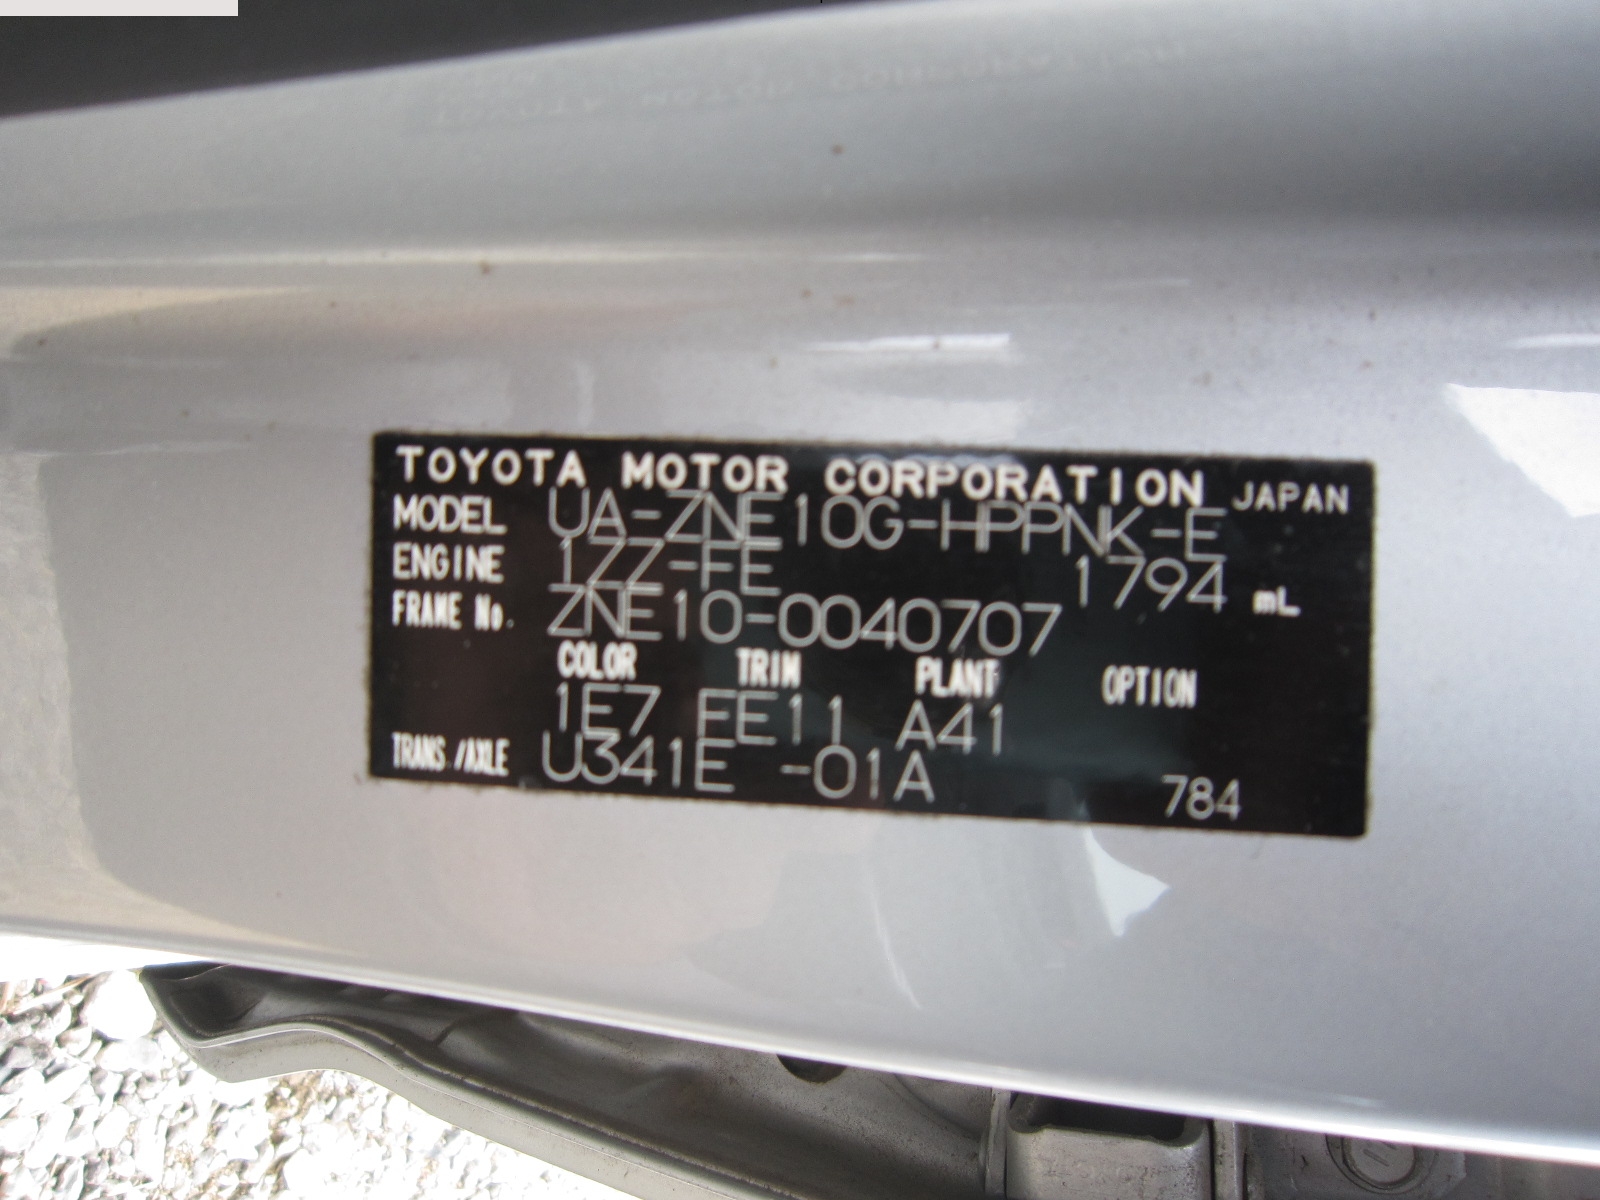 TOYOTA MOTOR CORPORATION JAPAN
MODEL UA-ZNE10G-HPPNK-E
ENGINE 1ZZ-FE 1794 mL
FRAME No. ZNE10-0040707
COLOR TRIM PLANT OPTION
1E7 FE11 A41
TRANS./AXLE U341E -01A 784